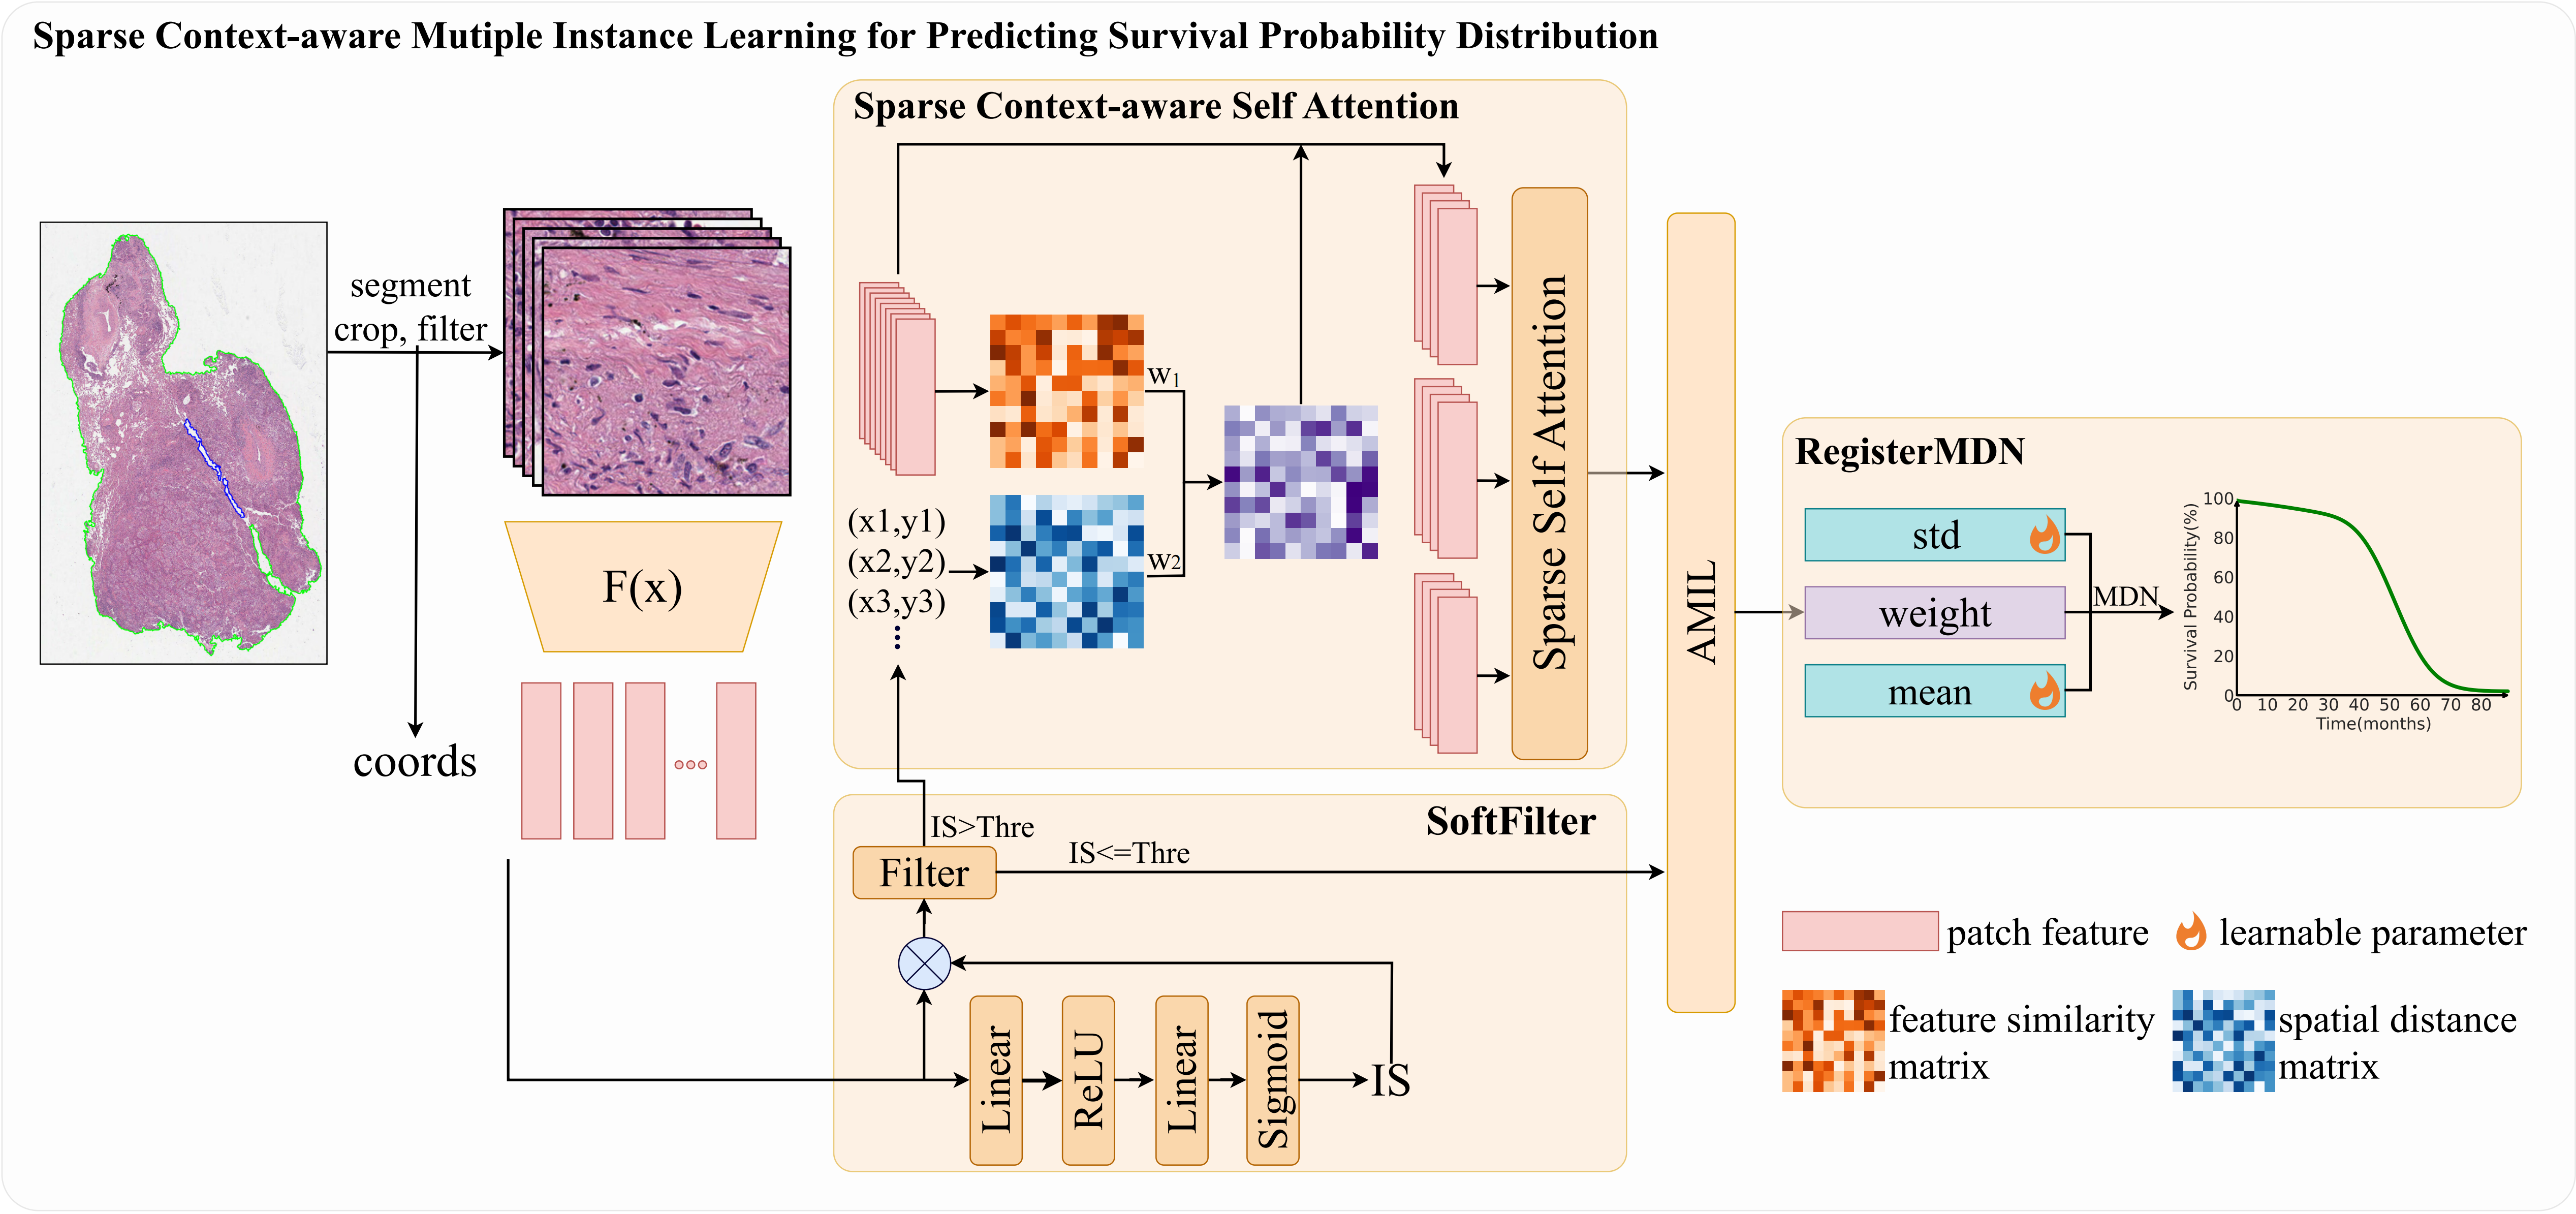 Sparse Context-aware Mutiple Instance Learning for Predicting Survival Probability Distribution
segment
crop, filter
coords
F(x)
Sparse Context-aware Self Attention
(x1,y1)
(x2,y2)
(x3,y3)
w1
w2
Sparse Self Attention
SoftFilter
IS>Thre
IS<=Thre
Filter
Linear
ReLU
Linear
Sigmoid
IS
AMIL
RegisterMDN
std
weight
mean
MDN
Survival Probability(%)
100
80
60
40
20
0
0 10 20 30 40 50 60 70 80
Time(months)
patch feature
learnable parameter
feature similarity
matrix
spatial distance
matrix